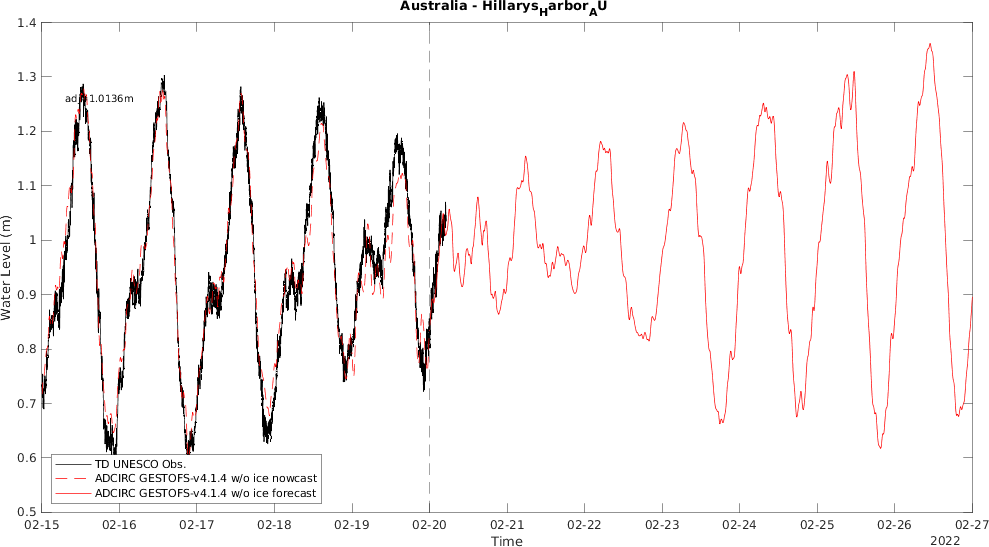 Australia - HillarysHarborAU
1.4
1.3
1.2
1.1
1
0.9
0.8
0.7
0.6
0.5
Water Level (m)
1.0136m
TD UNESCO Obs.
ADCIRC GESTOFS-v4.1.4 w/o ice nowcast
ADCIRC GESTOFS-v4.1.4 w/o ice forecast
02-15 02-16 02-17 02-18 02-19 02-20 02-21 02-22 02-23 02-24 02-25 02-26 02-27
Time
2022